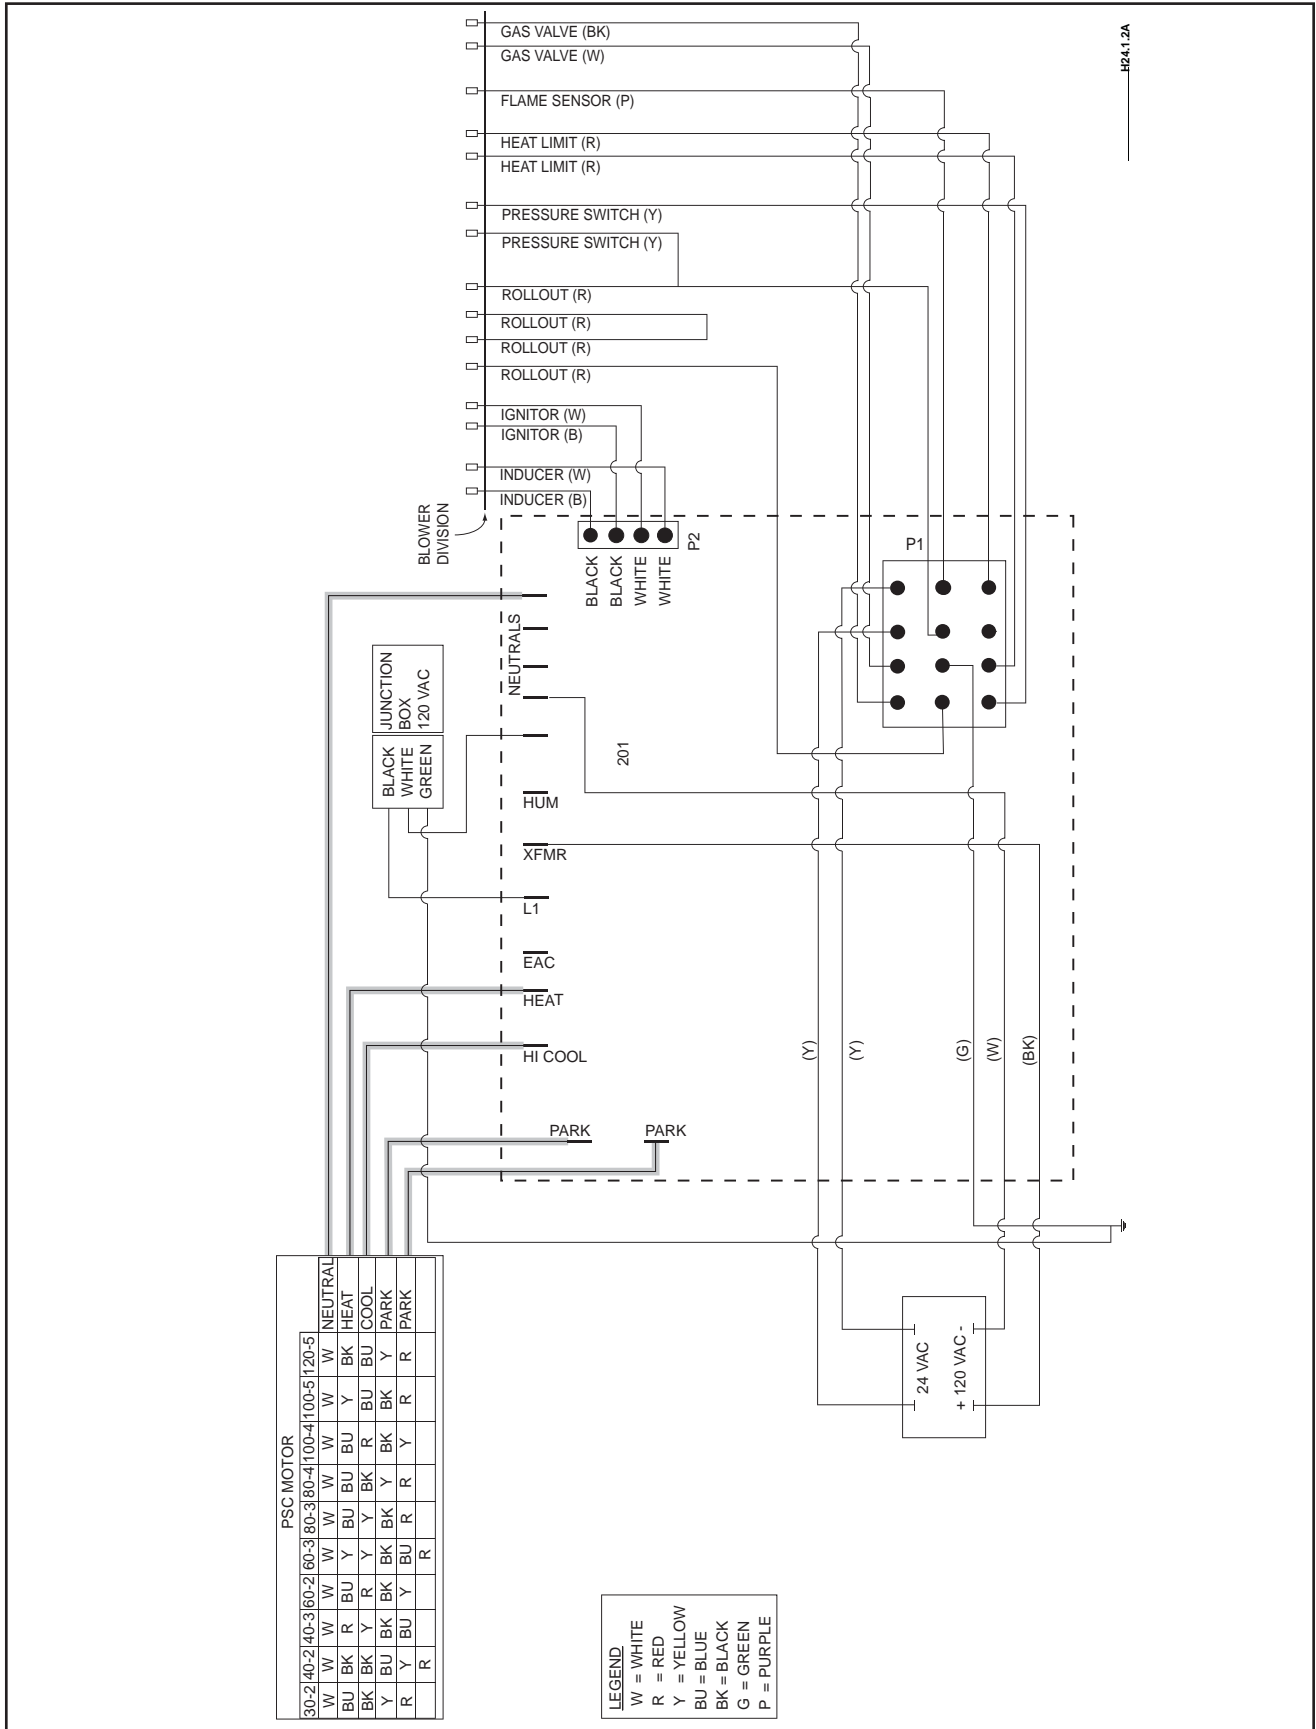 H24.1.2A
GAS VALVE (BK)
GAS VALVE (W)
FLAME SENSOR (P)
HEAT LIMIT (R)
HEAT LIMIT (R)
PRESSURE SWITCH (Y)
PRESSURE SWITCH (Y)
ROLLOUT (R)
ROLLOUT (R)
ROLLOUT (R)
ROLLOUT (R)
IGNITOR (W)
IGNITOR (B)
INDUCER (W)
INDUCER (B)
BLOWER
DIVISION
BLACK
BLACK
WHITE
WHITE
P2
P1
NEUTRALS
JUNCTION
BOX
120 VAC
BLACK
WHITE
GREEN
201
HUM
XFMR
L1
EAC
HEAT
HI COOL
PARK
PARK
(Y)
(Y)
(G)
(W)
(BK)
24 VAC
+ 120 VAC -
PSC MOTOR
30-2 40-2 40-3 60-2 60-3 80-3 80-4 100-4 100-5 120-5
W W W W W W W W W W NEUTRAL
BU BK R BU Y BU BU BU Y BK HEAT
BK BK Y R Y Y BK R BU BU COOL
Y BU BK BK BK BK Y BK BK Y PARK
R Y BU Y BU R R Y R R PARK
R R
LEGEND
W = WHITE
R = RED
Y = YELLOW
BU = BLUE
BK = BLACK
G = GREEN
P = PURPLE